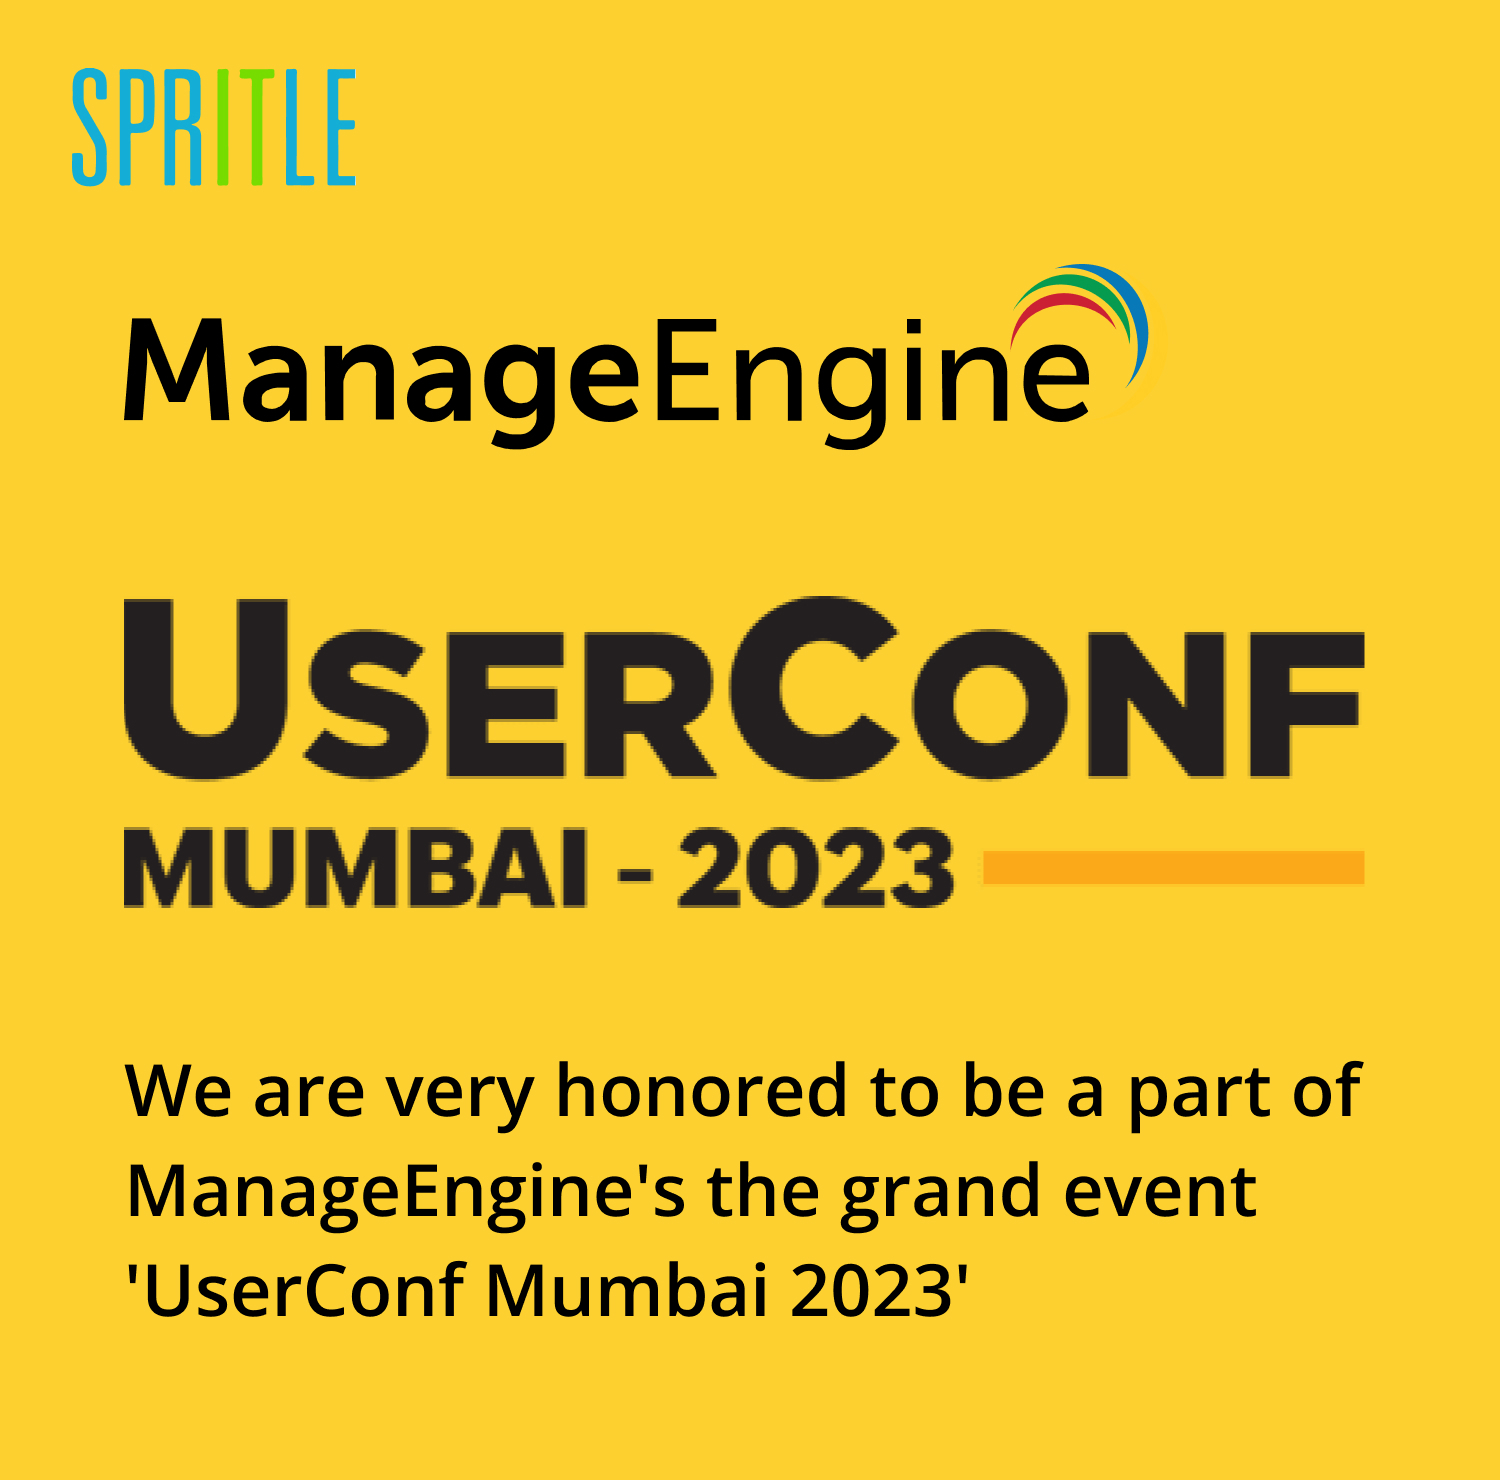 SPRITLE
ManageEngine
USERCONF
MUMBAI - 2023
We are very honored to be a part of
ManageEngine's the grand event
'UserConf Mumbai 2023'